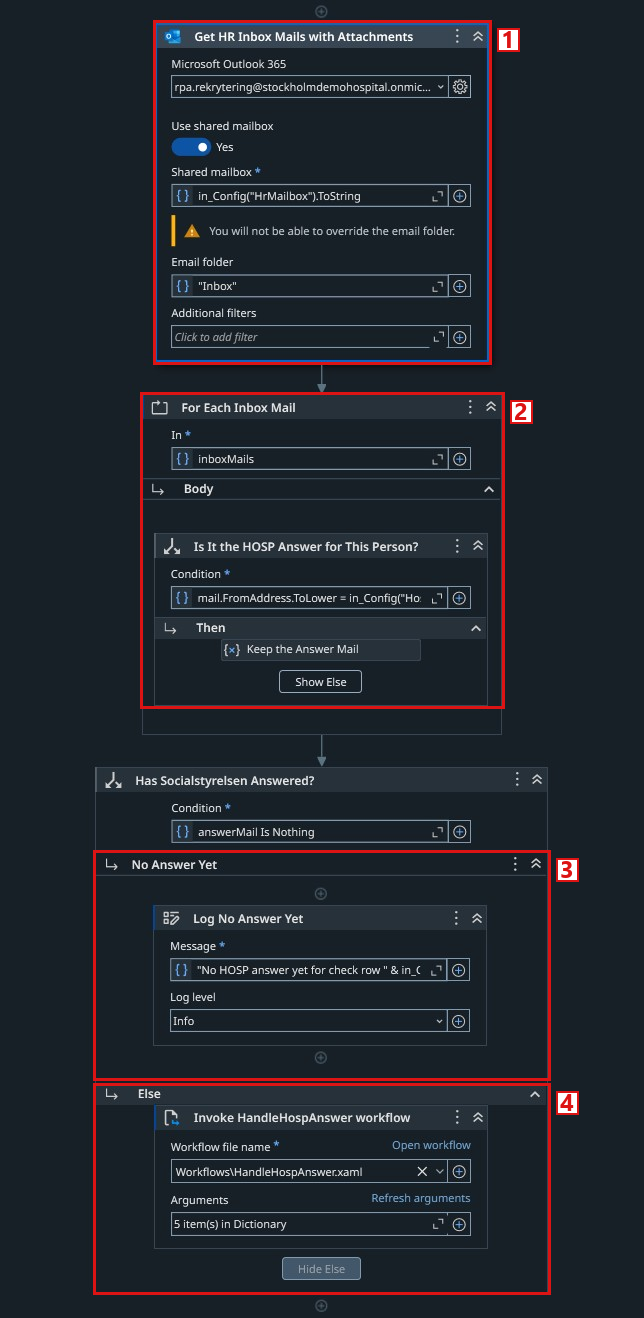 Get HR Inbox Mails with Attachments
1
Microsoft Outlook 365
rpa.rekrytering@stockholmdemohospital.onmic...
Use shared mailbox
Yes
Shared mailbox *
in_Config("HrMailbox").ToString
You will not be able to override the email folder.
Email folder
"Inbox"
Additional filters
Click to add filter
For Each Inbox Mail
2
In *
inboxMails
Body
Is It the HOSP Answer for This Person?
Condition *
mail.FromAddress.ToLower = in_Config("Ho
Then
Keep the Answer Mail
Show Else
Has Socialstyrelsen Answered?
Condition *
answerMail Is Nothing
No Answer Yet
3
Log No Answer Yet
Message *
"No HOSP answer yet for check row " & in_C
Log level
Info
Else
4
Invoke HandleHospAnswer workflow
Workflow file name * Open workflow
Workflows\HandleHospAnswer.xaml
Arguments Refresh arguments
5 item(s) in Dictionary
Hide Else